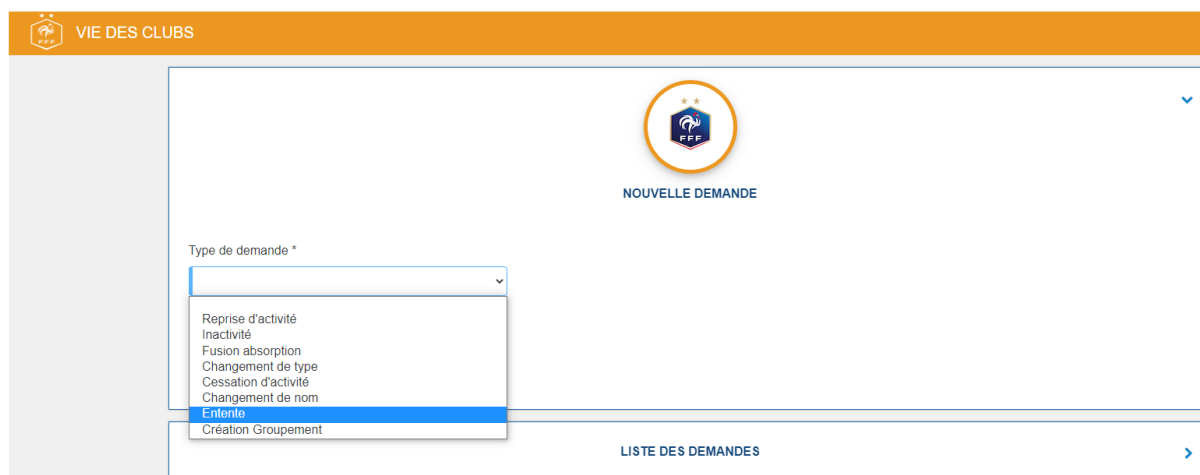 FFF
VIE DES CLUBS
FFF
NOUVELLE DEMANDE
Type de demande *
Reprise d'activité
Inactivité
Fusion absorption
Changement de type
Cessation d'activité
Changement de nom
Entente
Création Groupement
LISTE DES DEMANDES